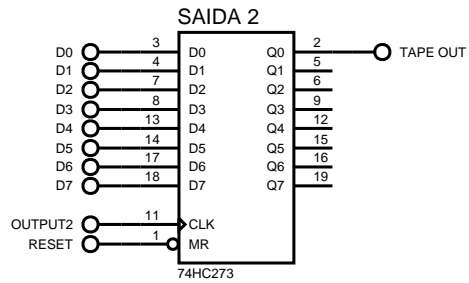 SAIDA 2
D0 3 D0 Q0 2 TAPE OUT
D1 4 D1 Q1 5
D2 7 D2 Q2 6
D3 8 D3 Q3 9
D4 13 D4 Q4 12
D5 14 D5 Q5 15
D6 17 D6 Q6 16
D7 18 D7 Q7 19
OUTPUT2 11 CLK
RESET 1 MR
74HC273